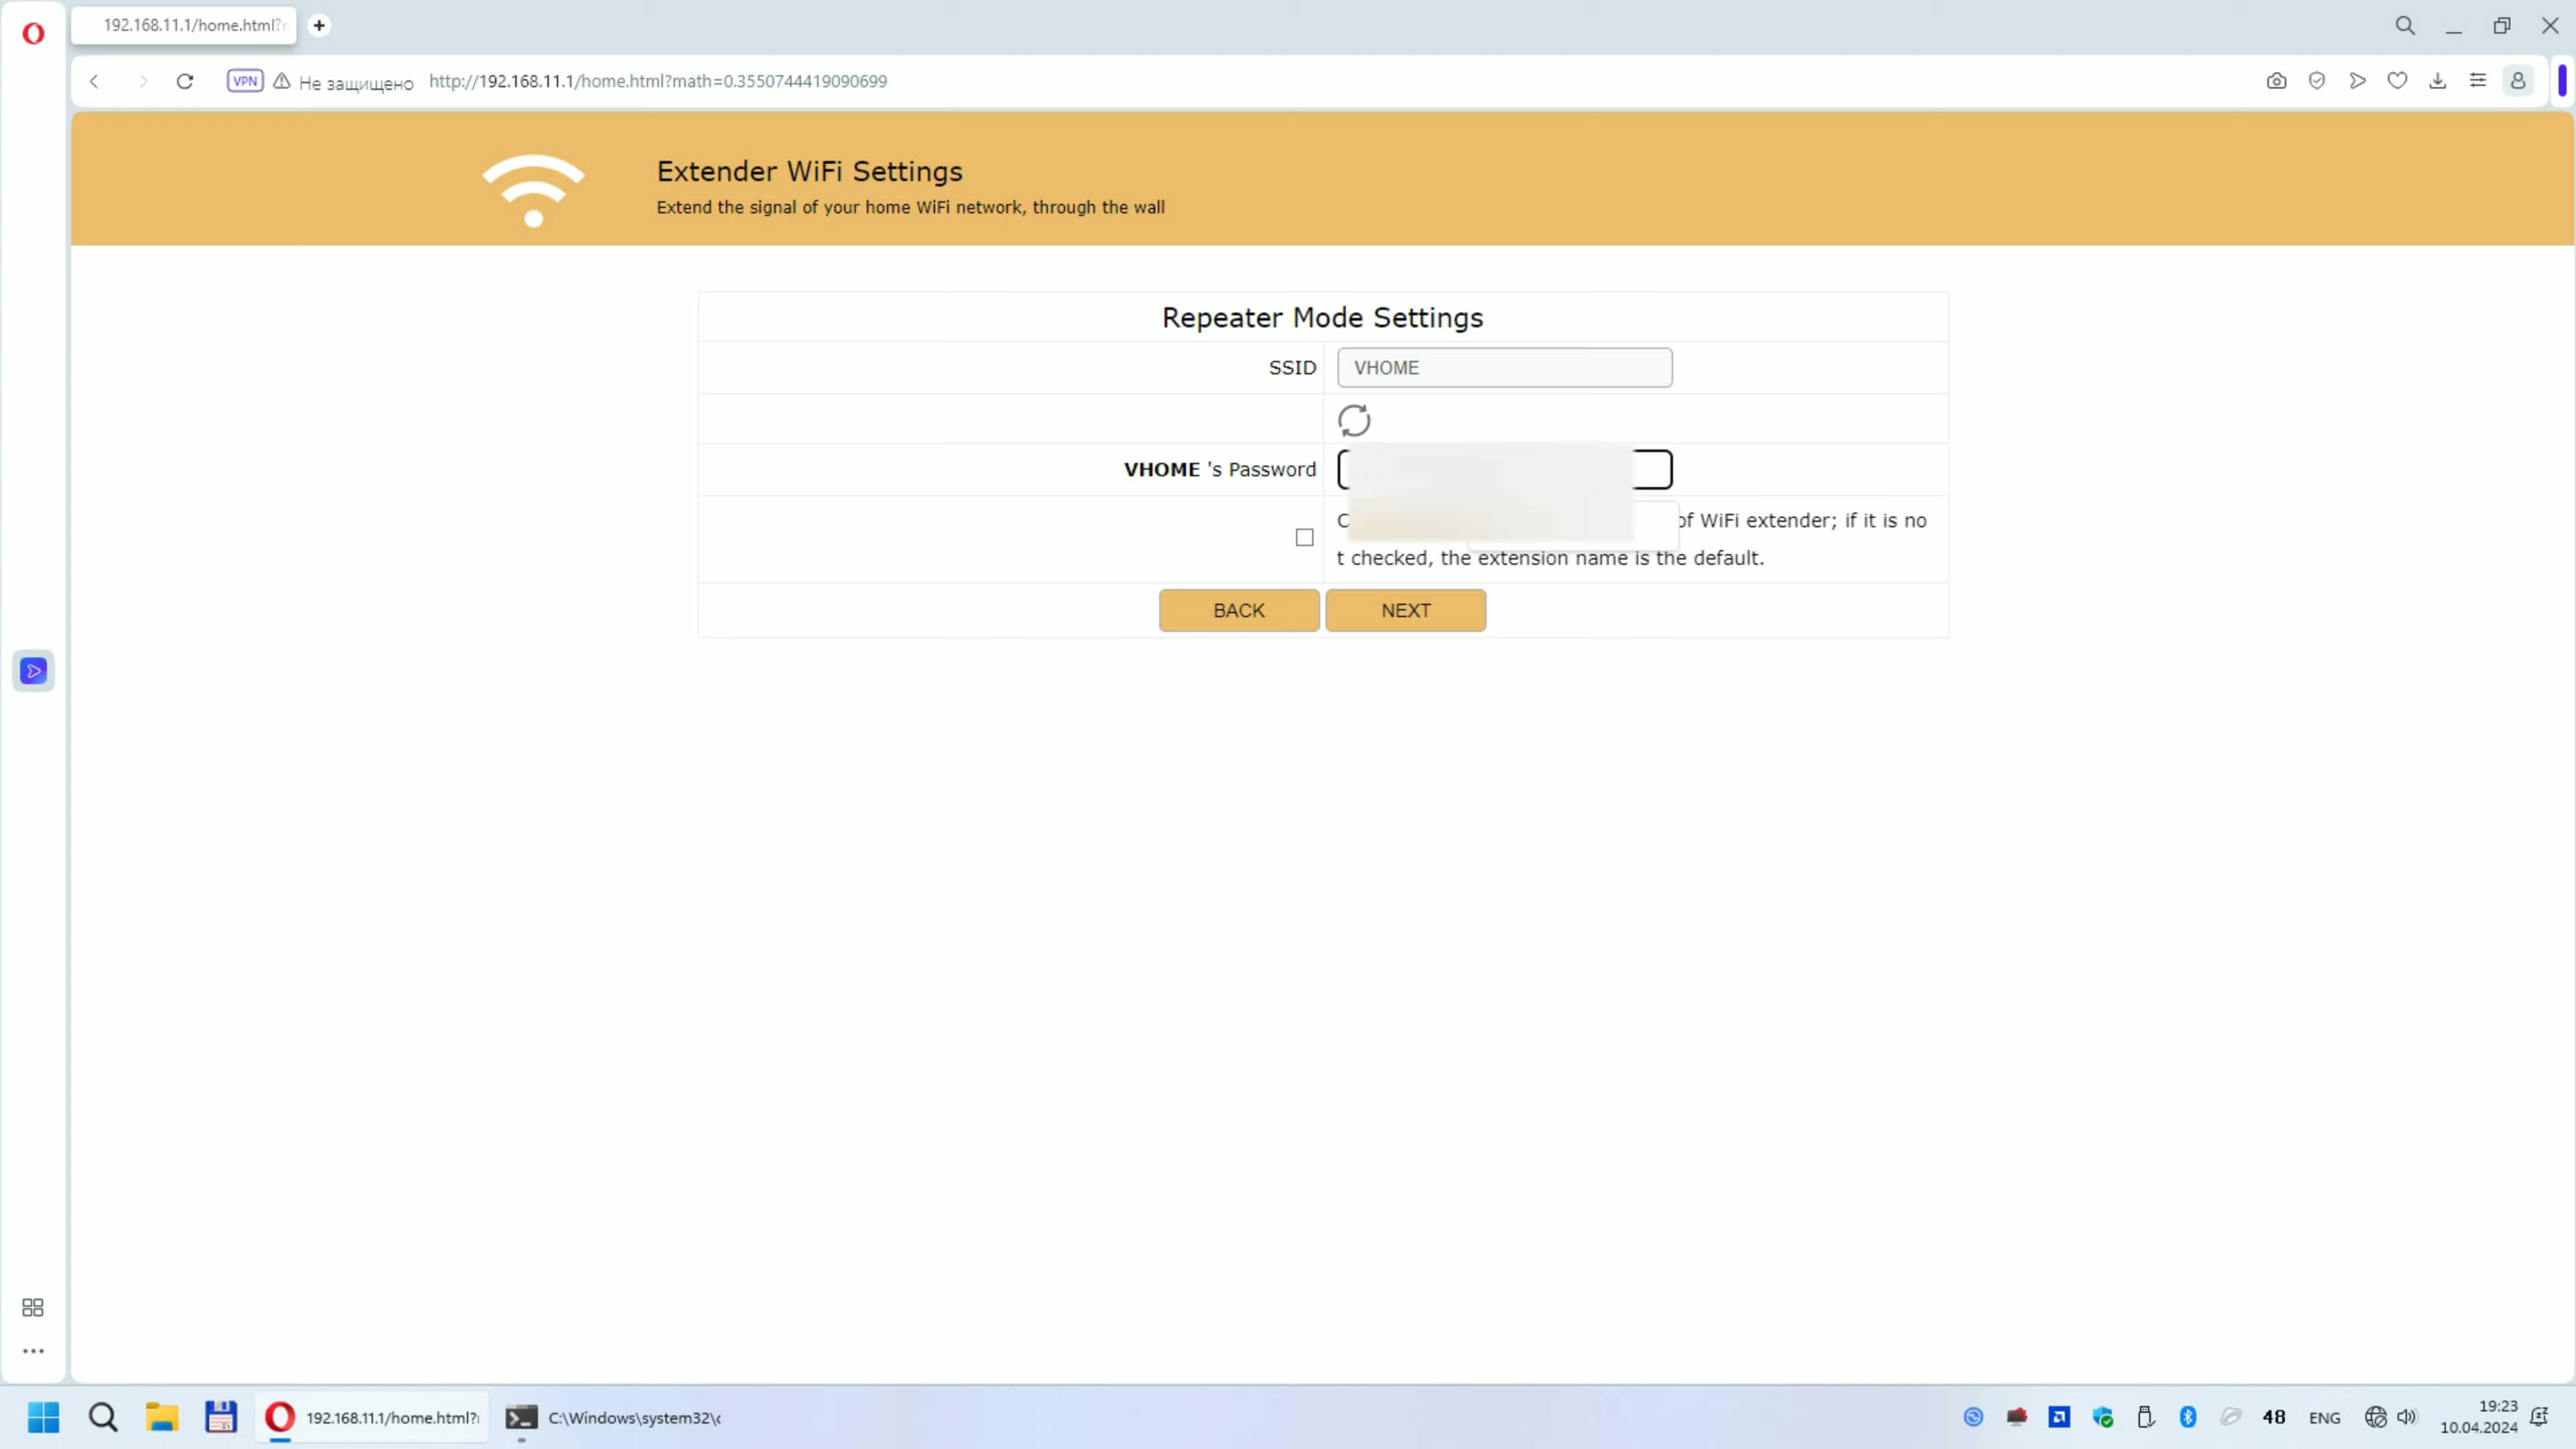 192.168.11.1/home.html?
VPN Не защищено http://192.168.11.1/home.html?math=0.3550744419090699
Extender WiFi Settings
Extend the signal of your home WiFi network, through the wall
Repeater Mode Settings
SSID VHOME
VHOME 's Password
of WiFi extender; if it is no
t checked, the extension name is the default.
BACK NEXT
192.168.11.1/home.html? C:\Windows\system32\ 48 ENG 19:23
10.04.2024